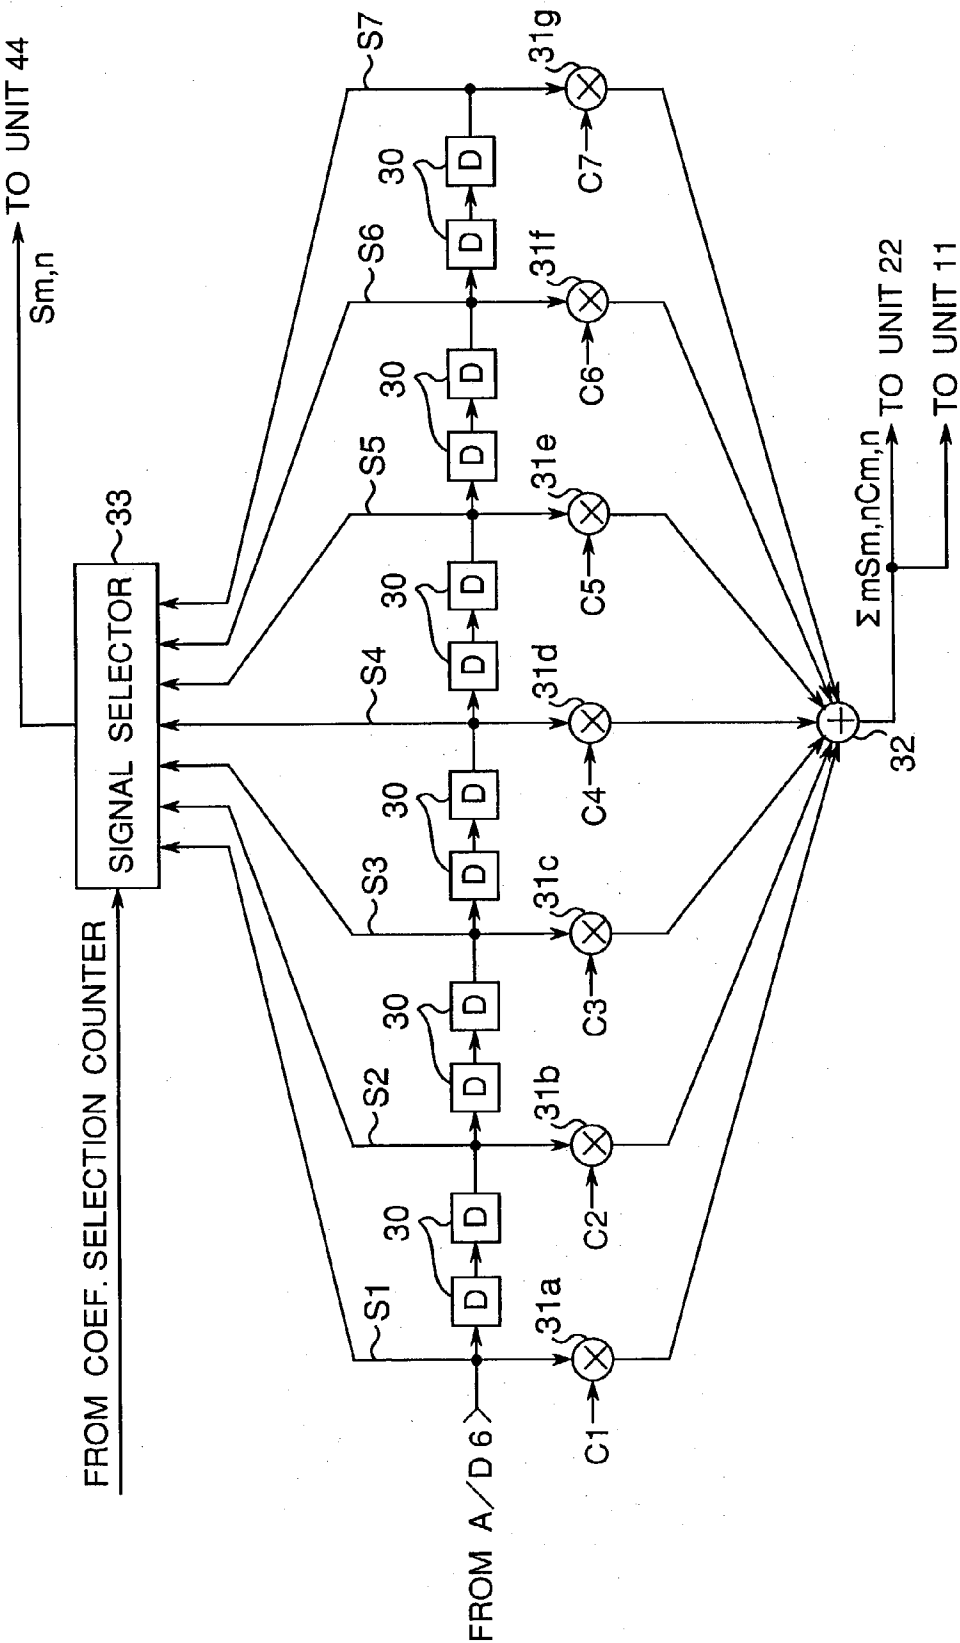 TO UNIT 44
Sm,n
FROM COEF. SELECTION COUNTER
SIGNAL SELECTOR
33
S1
S2
S3
S4
S5
S6
S7
30
30
30
30
30
30
FROM A/D 6
D
D
D
D
D
D
D
D
D
D
D
D
31a
31b
31c
31d
31e
31f
31g
C1
C2
C3
C4
C5
C6
C7
32
ΣmSm,nCm,n
TO UNIT 22
TO UNIT 11